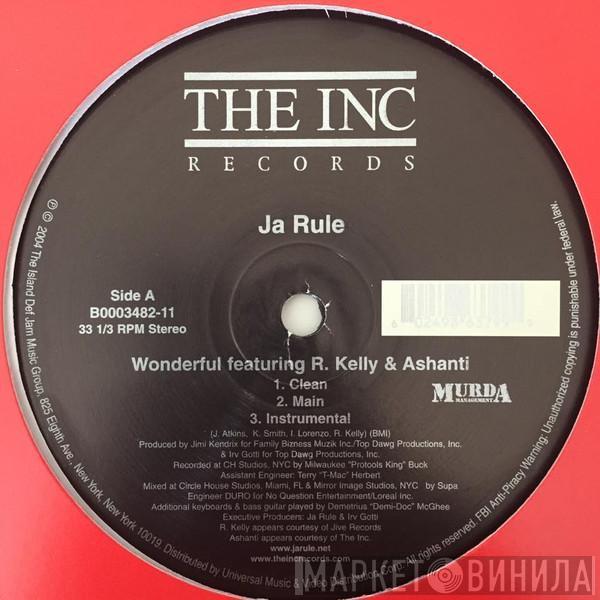 THE INC
RECORDS
Ja Rule
Side A
B0003482-11
33 1/3 RPM Stereo
Wonderful featuring R. Kelly & Ashanti
1. Clean
2. Main
3. Instrumental
MURDA
MANAGEMENT
(J. Atkins, K. Smith, I. Lorenzo, R. Kelly) (BMI)
Produced by Jimi Kendrix for Family Bizness Muzik Inc./Top Dawg Productions, Inc.
& Irv Gotti for Top Dawg Productions, Inc.
Recorded at CH Studios, NYC by Milwaukee "Protools King" Buck
Assistant Engineer: Terry "T-Mac" Herbert
Mixed at Circle House Studios, Miami, FL & Mirror Image Studios, NYC by Supa
Engineer DURO for No Question Entertainment/Loreal Inc.
Additional keyboards & bass guitar played by Demetrius "Demi-Doc" McGhee
Executive Producers: Ja Rule & Irv Gotti
R. Kelly appears courtesy of Jive Records
Ashanti appears courtesy of The Inc.
www.jarule.net
www.theincrecords.com
℗ © 2004 The Island Def Jam Music Group, 825 Eighth Ave., New York, New York 10019. Distributed by Universal Music & Video Distribution Corp. All rights reserved. FBI Anti-Piracy Warning: Unauthorized copying is punishable under federal law.
МАРКЕТ ВИНИЛА